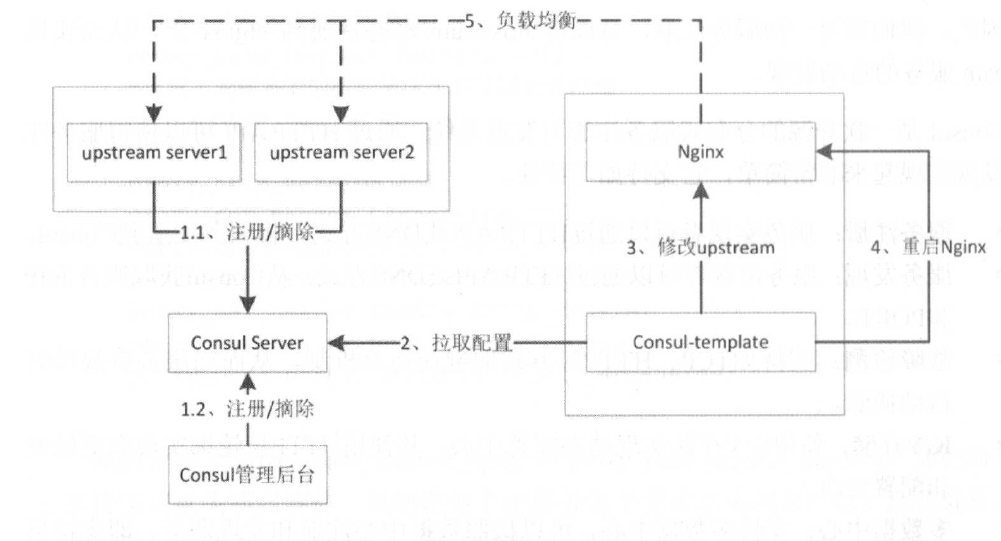 5、负载均衡
upstream server1
upstream server2
Nginx
1.1、注册/摘除
3、修改upstream
4、重启Nginx
Consul Server
2、拉取配置
Consul-template
1.2、注册/摘除
Consul管理后台